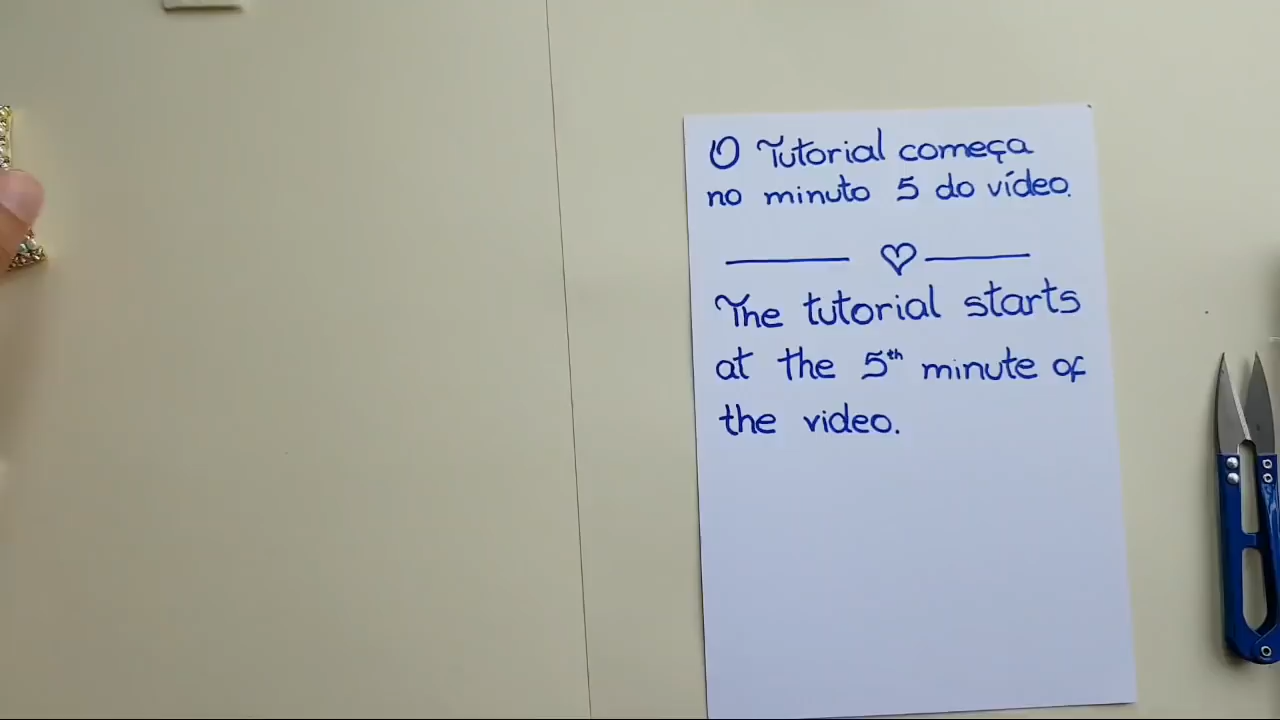 O Tutorial começa
no minuto 5 do vídeo.
The tutorial starts
at the 5th minute of
the video.